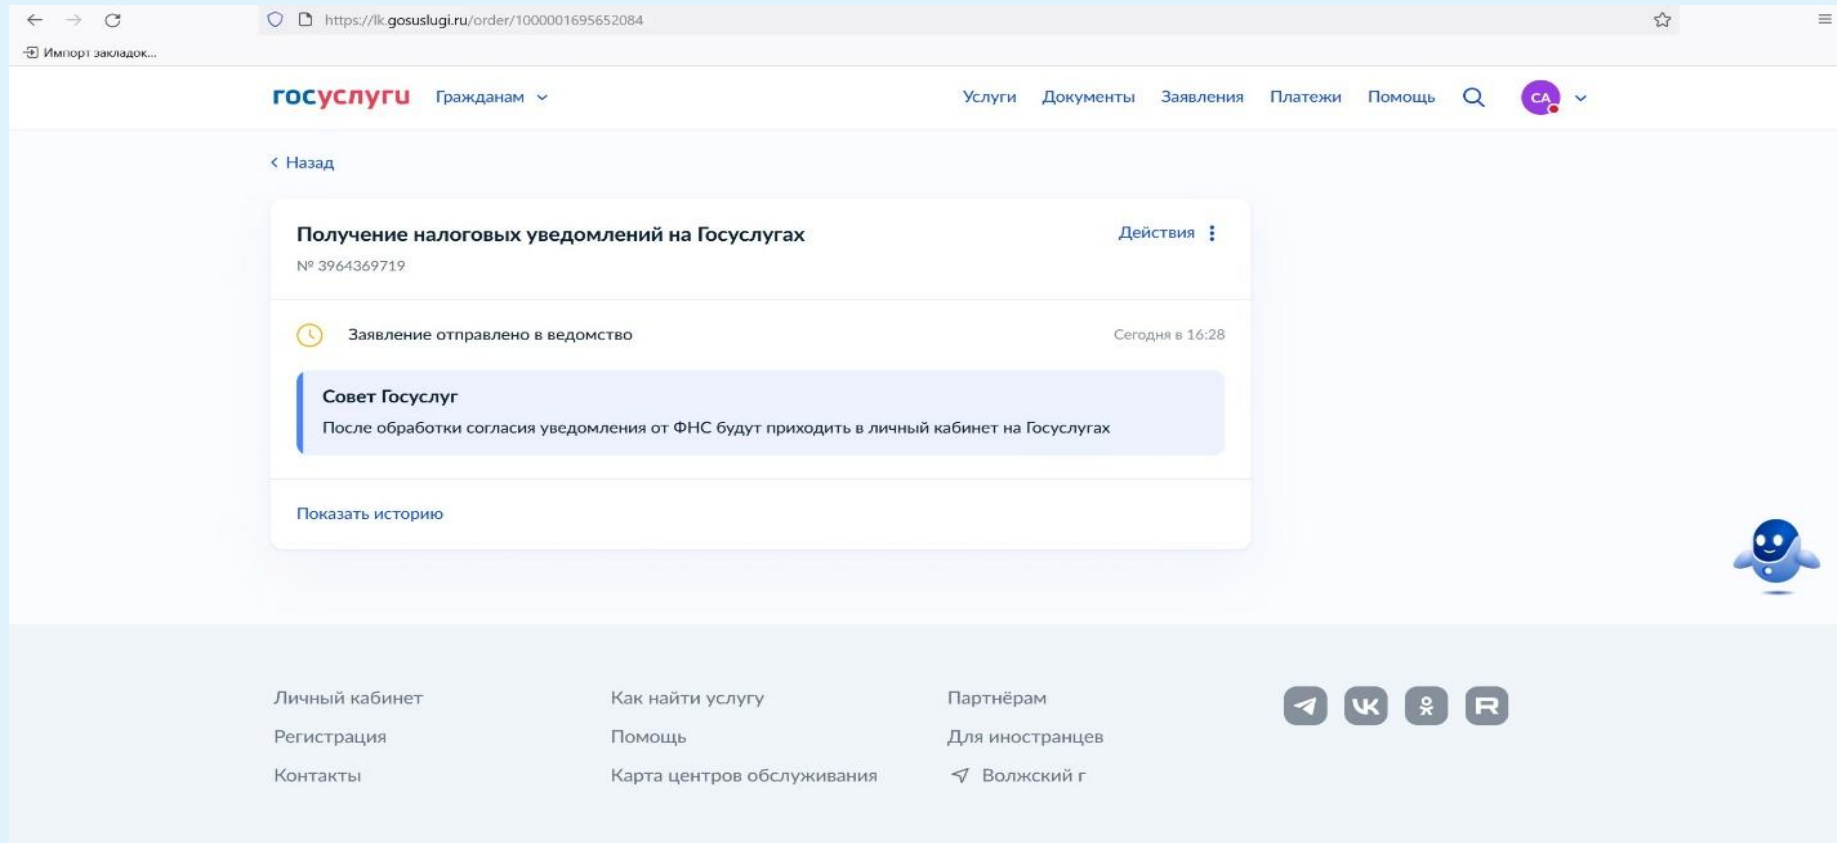 https://lk.gosuslugi.ru/order/1000001695652084
Импорт закладок...
госуслуги Гражданам Услуги Документы Заявления Платежи Помощь СА
Назад
Получение налоговых уведомлений на Госуслугах Действия
№ 3964369719
Заявление отправлено в ведомство Сегодня в 16:28
Совет Госуслуг
После обработки согласия уведомления от ФНС будут приходить в личный кабинет на Госуслугах
Показать историю
Личный кабинет Как найти услугу Партнёрам
Регистрация Помощь Для иностранцев
Контакты Карта центров обслуживания Волжский г